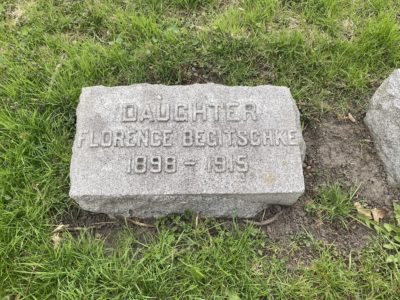 DAUGHTER
FLORENCE BEGITSCHKE
1898 - 1915